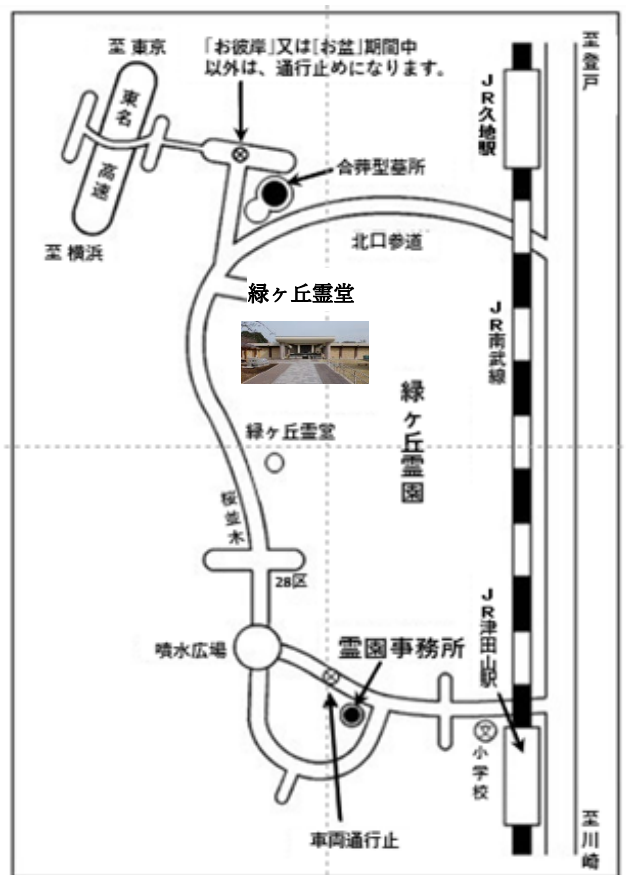 至 東京
「お彼岸」又は[お盆」期間中
以外は、通行止めになります。
至登戸
東名
高速
JR久地駅
合葬型墓所
至 横浜
北口参道
緑ヶ丘霊堂
JR南武線
緑ヶ丘霊園
緑ヶ丘霊堂
桜並木
28区
JR津田山駅
噴水広場
霊園事務所
文
小学校
至川崎
車両通行止